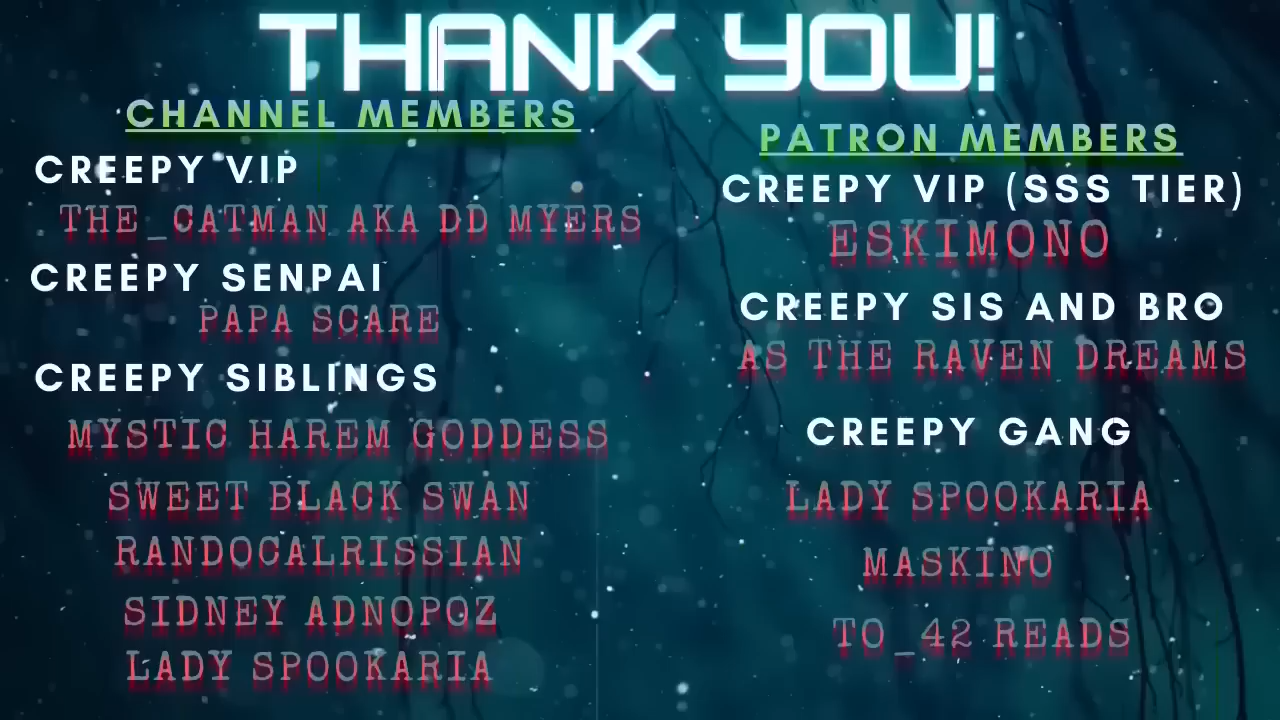 THANK YOU!
CHANNEL MEMBERS
CREEPY VIP
THE_CATMAN AKA DD MYERS
CREEPY SENPAI
PAPA SCARE
CREEPY SIBLINGS
MYSTIC HAREM GODDESS
SWEET BLACK SWAN
RANDOCALRISSIAN
SIDNEY ADNOPOZ
LADY SPOOKARIA
PATRON MEMBERS
CREEPY VIP (SSS TIER)
ESKIMONO
CREEPY SIS AND BRO
AS THE RAVEN DREAMS
CREEPY GANG
LADY SPOOKARIA
MASKINO
TO_42 READS